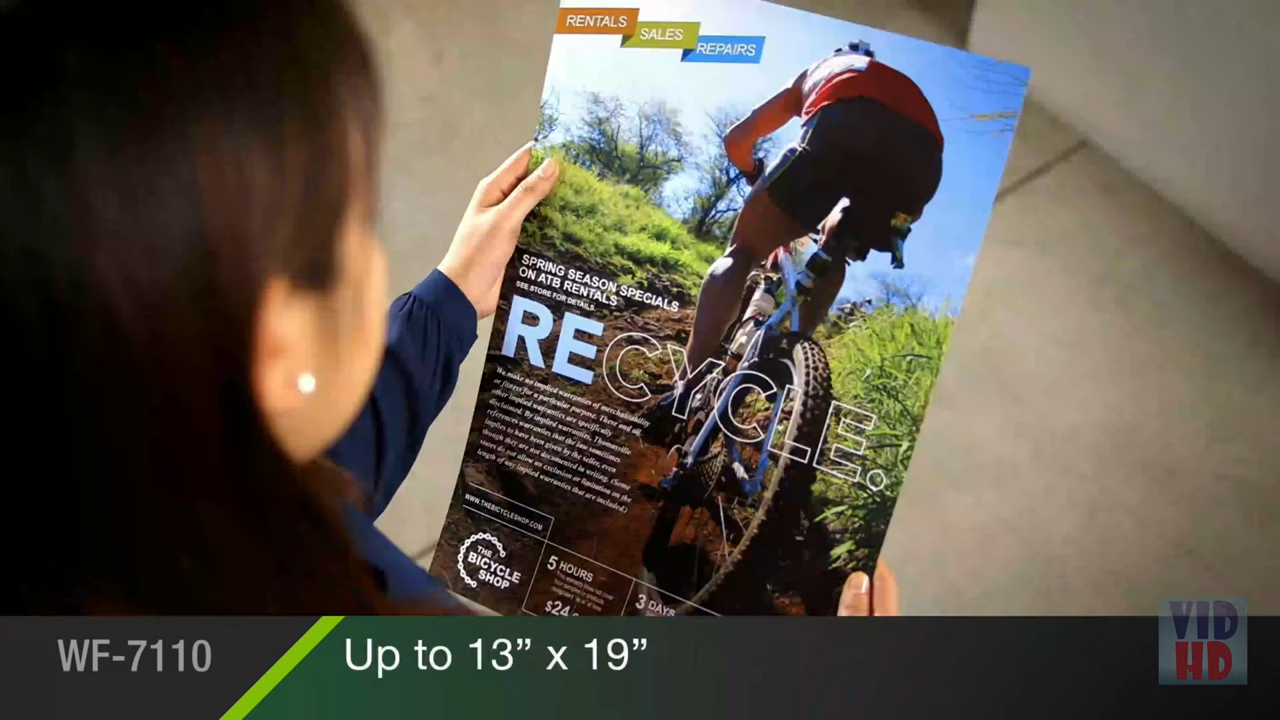 RENTALS
SALES
REPAIRS
SPRING SEASON SPECIALS
ON ATB RENTALS
SEE STORE FOR DETAILS
RECYCLE.
We make no implied warranties of merchantability
or fitness for a particular purpose. These and all
other implied warranties are specifically
disclaimed. By implied warranties, Thomasville
references warranties that the law sometimes
implies to have been given by the seller, even
though they are not documented in writing. (Some
states do not allow an exclusion or limitation on the
length of any implied warranties that are included.)
WWW.THEBICYCLESHOP.COM
THE
BICYCLE
SHOP
5 HOURS
$24
3 DAYS
WF-7110
Up to 13” x 19”
VID
HD